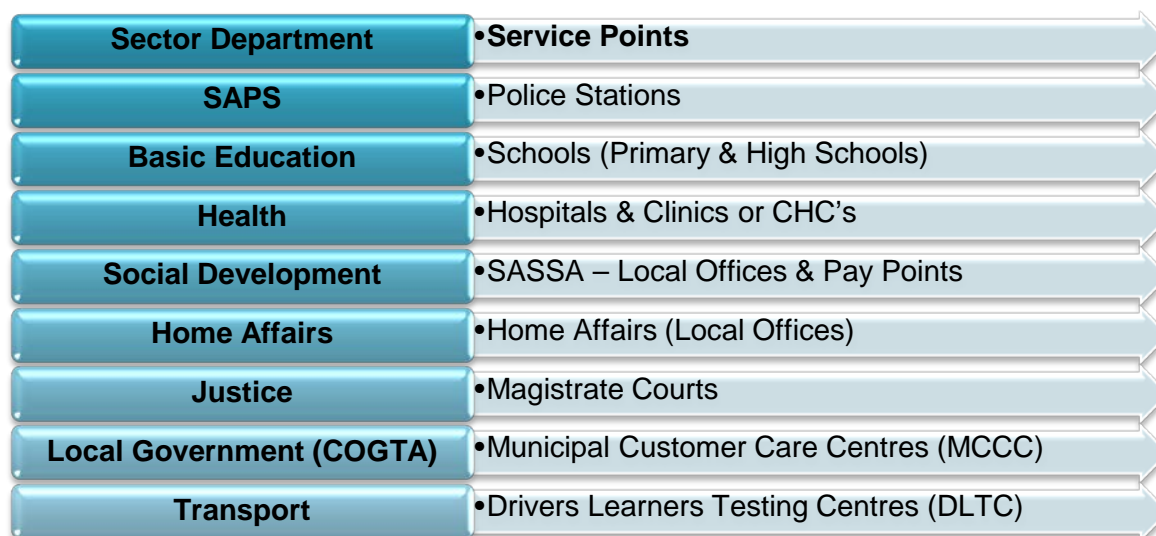 Sector Department •Service Points
SAPS •Police Stations
Basic Education •Schools (Primary & High Schools)
Health •Hospitals & Clinics or CHC’s
Social Development •SASSA – Local Offices & Pay Points
Home Affairs •Home Affairs (Local Offices)
Justice •Magistrate Courts
Local Government (COGTA) •Municipal Customer Care Centres (MCCC)
Transport •Drivers Learners Testing Centres (DLTC)